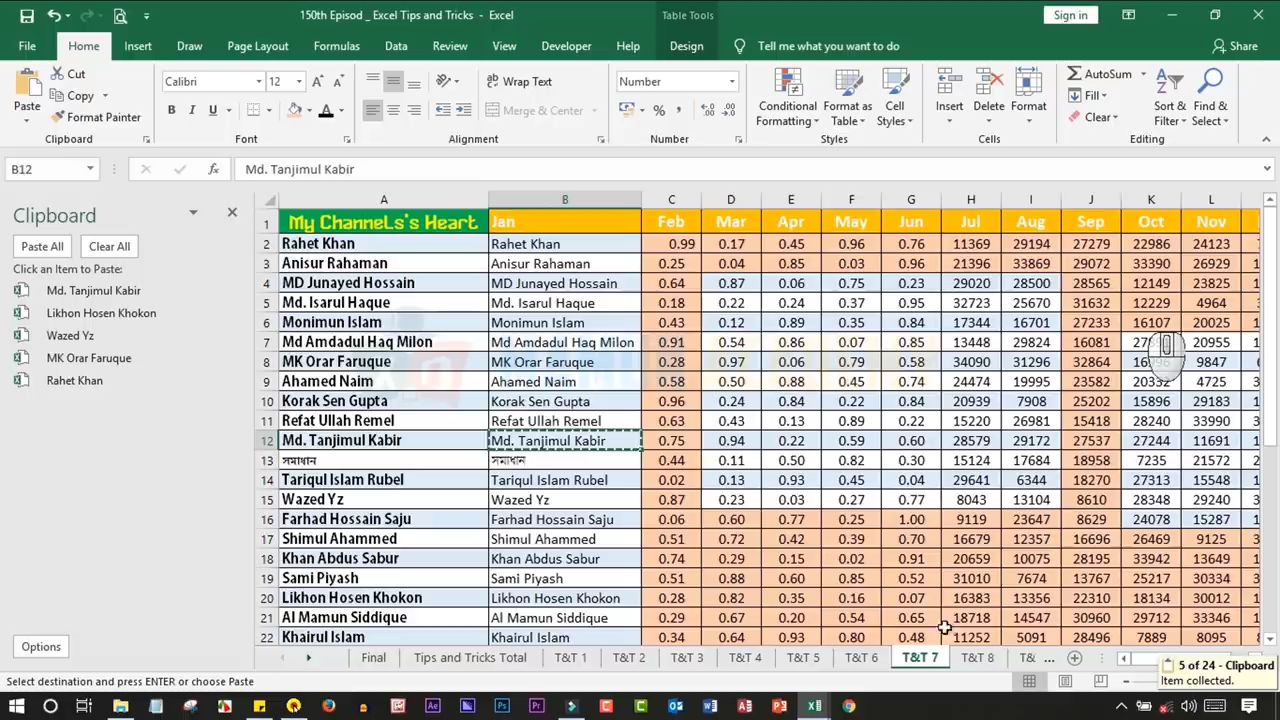 150th Episod _ Excel Tips and Tricks - Excel
Table Tools
Sign in
File Home Insert Draw Page Layout Formulas Data Review View Developer Help Design Tell me what you want to do Share
Paste
Cut
Copy
Format Painter
Clipboard
Calibri 12
B I U
Font
Wrap Text
Merge & Center
Alignment
Number
Number
Conditional Formatting
Format as Table
Cell Styles
Styles
Insert Delete Format
Cells
AutoSum
Fill
Clear
Sort & Filter
Find & Select
Editing
B12 fx Md. Tanjimul Kabir
Clipboard
Paste All Clear All
Click an Item to Paste:
Md. Tanjimul Kabir
Likhon Hosen Khokon
Wazed Yz
MK Orar Faruque
Rahet Khan
Options
A B C D E F G H I J K L
1 My Channels's Heart Jan Feb Mar Apr May Jun Jul Aug Sep Oct Nov
2 Rahet Khan Rahet Khan 0.99 0.17 0.45 0.96 0.76 11369 29194 27279 22986 24123
3 Anisur Rahaman Anisur Rahaman 0.25 0.04 0.85 0.03 0.96 21396 33869 29072 33390 26929
4 MD Junayed Hossain MD Junayed Hossain 0.64 0.87 0.06 0.75 0.23 29020 28500 28565 12149 23825
5 Md. Isarul Haque Md. Isarul Haque 0.18 0.22 0.24 0.37 0.95 32723 25670 31632 12229 4964
6 Monimun Islam Monimun Islam 0.43 0.12 0.89 0.35 0.84 17344 16701 27233 16107 20025
7 Md Amdadul Haq Milon Md Amdadul Haq Milon 0.91 0.54 0.86 0.07 0.85 13448 29824 16081 20955
8 MK Orar Faruque MK Orar Faruque 0.28 0.97 0.06 0.79 0.58 34090 31296 32864 9847
9 Ahamed Naim Ahamed Naim 0.58 0.50 0.88 0.45 0.74 24474 19995 23582 20332 4725
10 Korak Sen Gupta Korak Sen Gupta 0.96 0.24 0.84 0.22 0.84 20939 7908 25202 15896 29183
11 Refat Ullah Remel Refat Ullah Remel 0.63 0.43 0.13 0.89 0.22 15220 26981 15418 28240 33990
12 Md. Tanjimul Kabir Md. Tanjimul Kabir 0.75 0.94 0.22 0.59 0.60 28579 29172 27537 27244 11691
13 সমাধান সমাধান 0.44 0.11 0.50 0.82 0.30 15124 17684 18958 7235 21572
14 Tariqul Islam Rubel Tariqul Islam Rubel 0.02 0.13 0.93 0.45 0.04 29641 6344 18270 27313 15548
15 Wazed Yz Wazed Yz 0.87 0.23 0.03 0.27 0.77 8043 13104 8610 28348 29240
16 Farhad Hossain Saju Farhad Hossain Saju 0.06 0.60 0.77 0.25 1.00 9119 23647 8629 24078 15287
17 Shimul Ahammed Shimul Ahammed 0.51 0.72 0.42 0.39 0.70 16679 12357 16696 26469 9125
18 Khan Abdus Sabur Khan Abdus Sabur 0.74 0.29 0.15 0.02 0.91 20659 10075 28195 33942 13649
19 Sami Piyash Sami Piyash 0.51 0.88 0.60 0.85 0.52 31010 7674 13767 25217 30334
20 Likhon Hosen Khokon Likhon Hosen Khokon 0.28 0.82 0.35 0.16 0.07 16383 13356 22310 18134 30012
21 Al Mamun Siddique Al Mamun Siddique 0.29 0.67 0.20 0.54 0.65 18718 14547 30960 29712 33346
22 Khairul Islam Khairul Islam 0.34 0.64 0.93 0.80 0.48 11252 5091 28496 7889 8095
Final Tips and Tricks Total T&T 1 T&T 2 T&T 3 T&T 4 T&T 5 T&T 6 T&T 7 T&T 8 T& ...
Select destination and press ENTER or choose Paste
5 of 24 - Clipboard
Item collected.